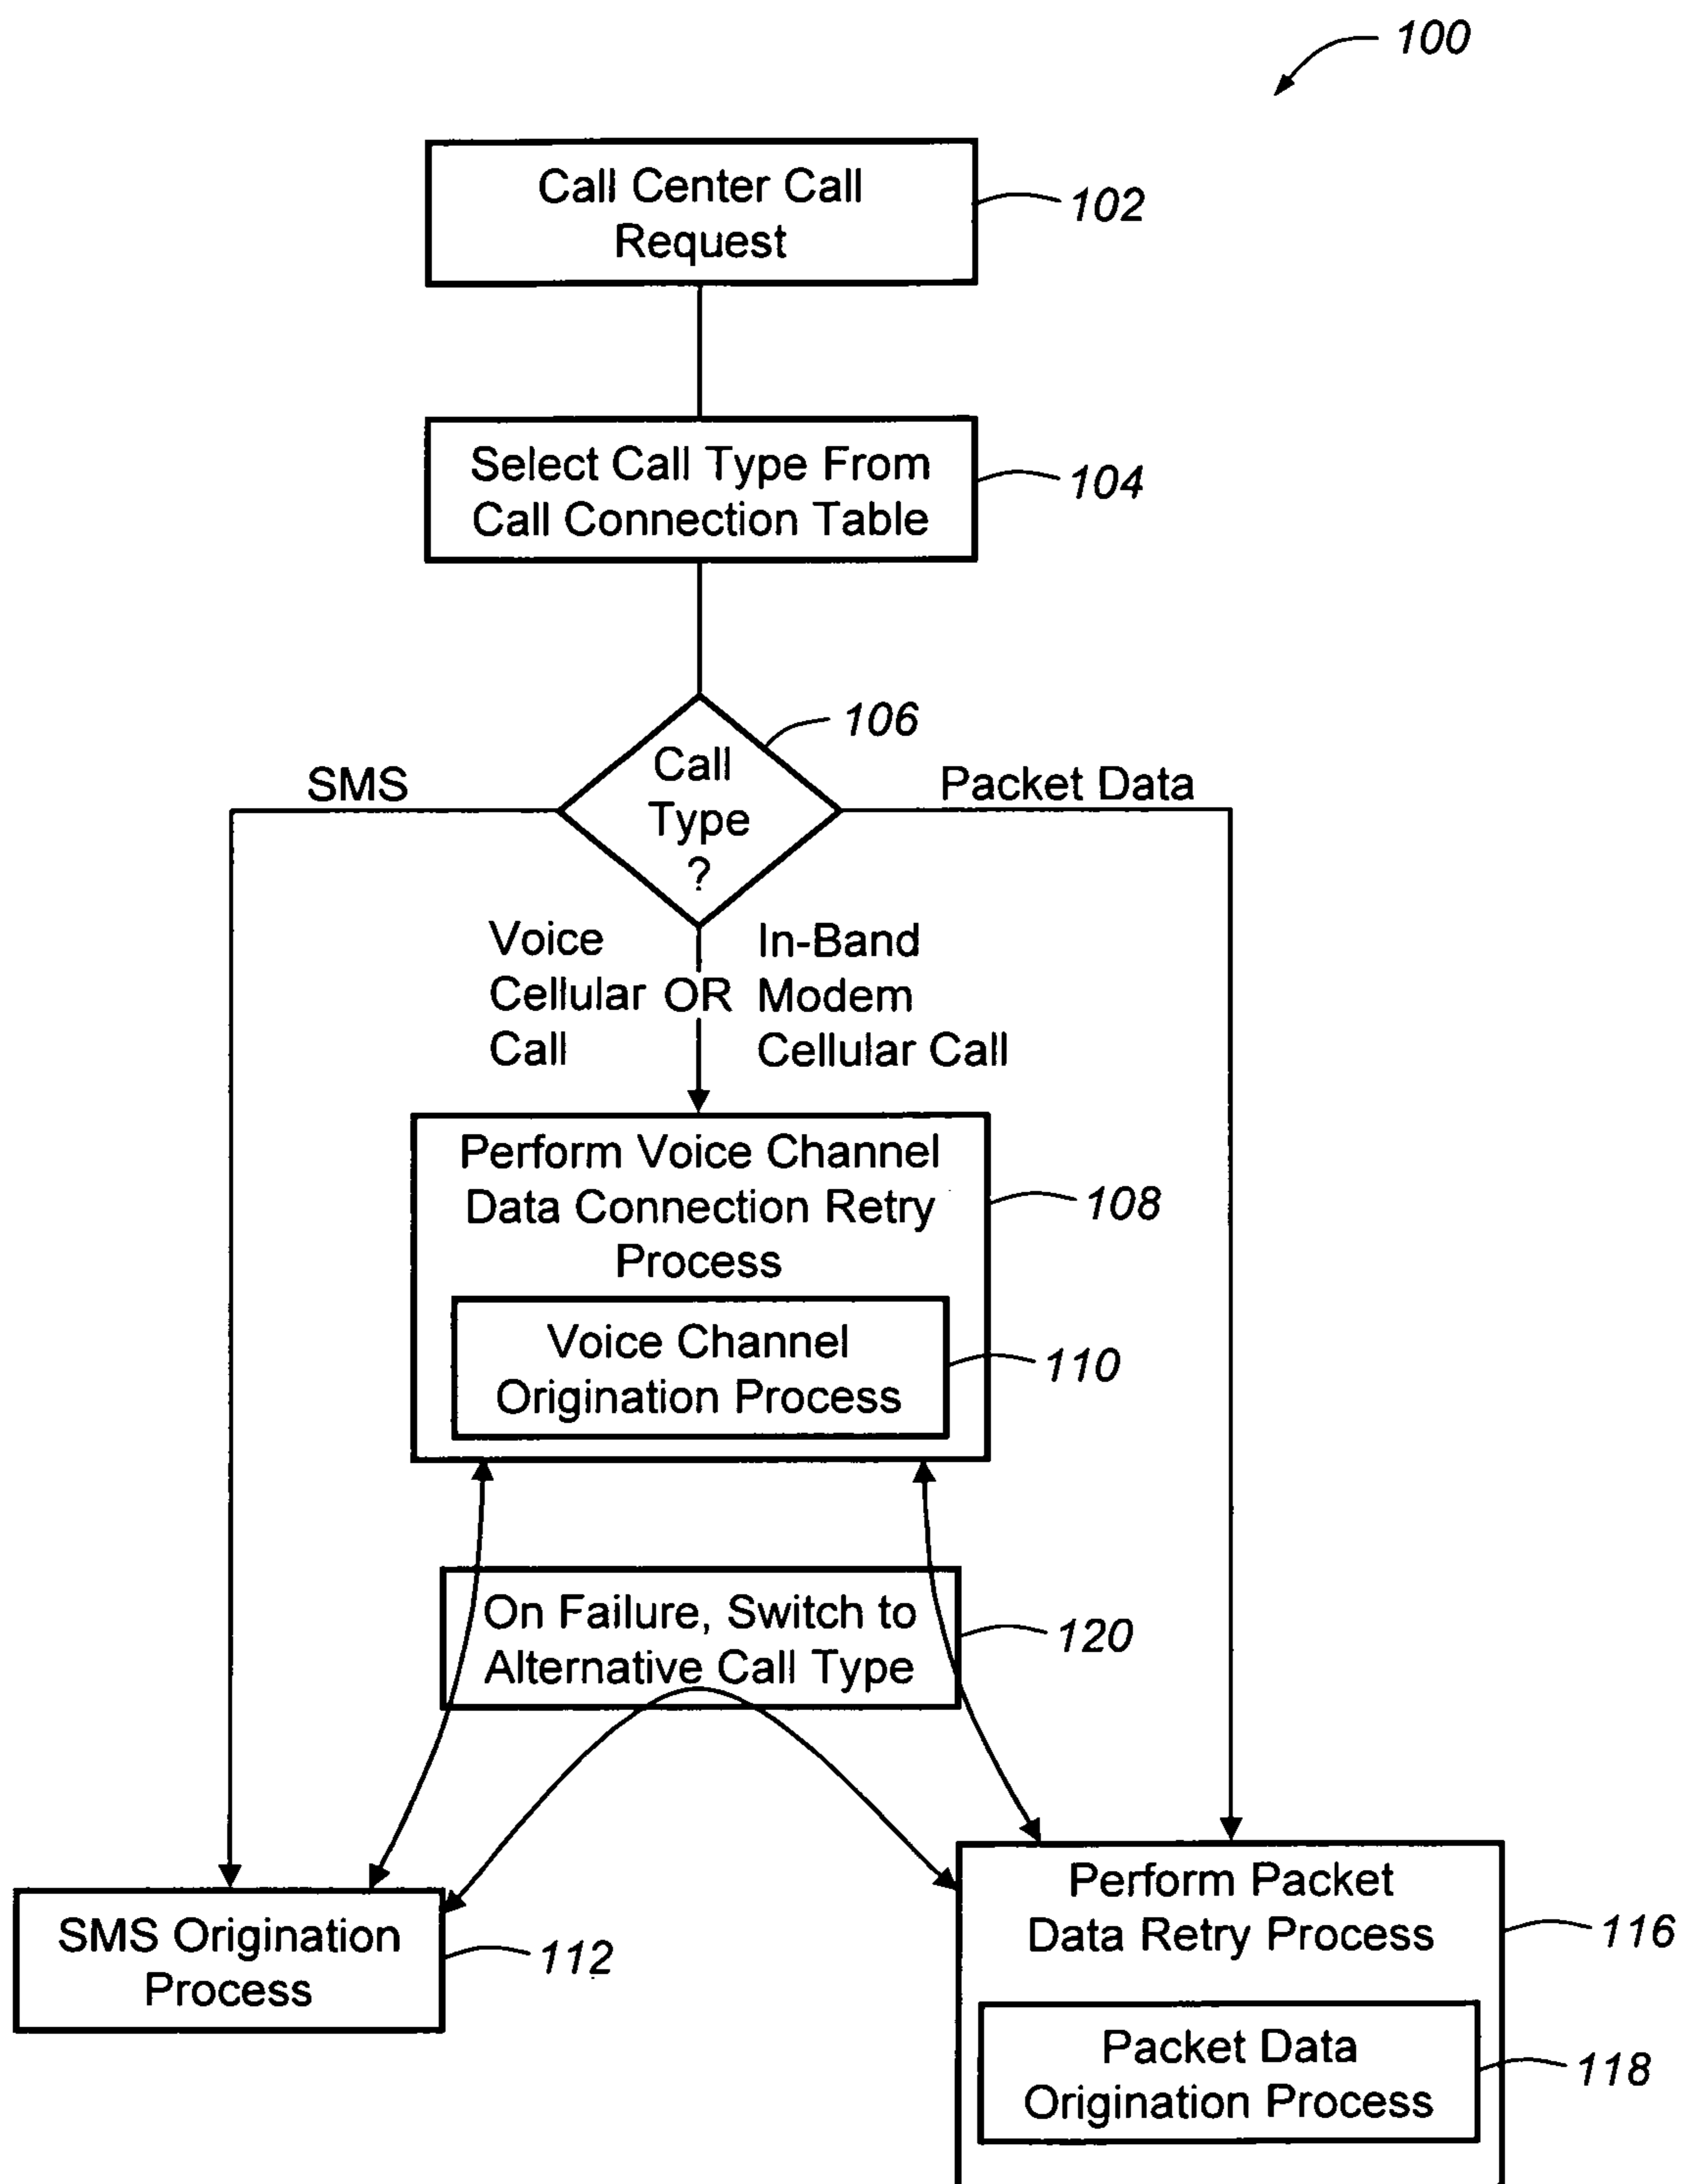 100
Call Center Call
Request
102
Select Call Type From
Call Connection Table
104
106
Call
Type
?
SMS
Packet Data
Voice
Cellular
Call
OR
In-Band
Modem
Cellular Call
Perform Voice Channel
Data Connection Retry
Process
108
Voice Channel
Origination Process
110
On Failure, Switch to
Alternative Call Type
120
SMS Origination
Process
112
Perform Packet
Data Retry Process
116
Packet Data
Origination Process
118